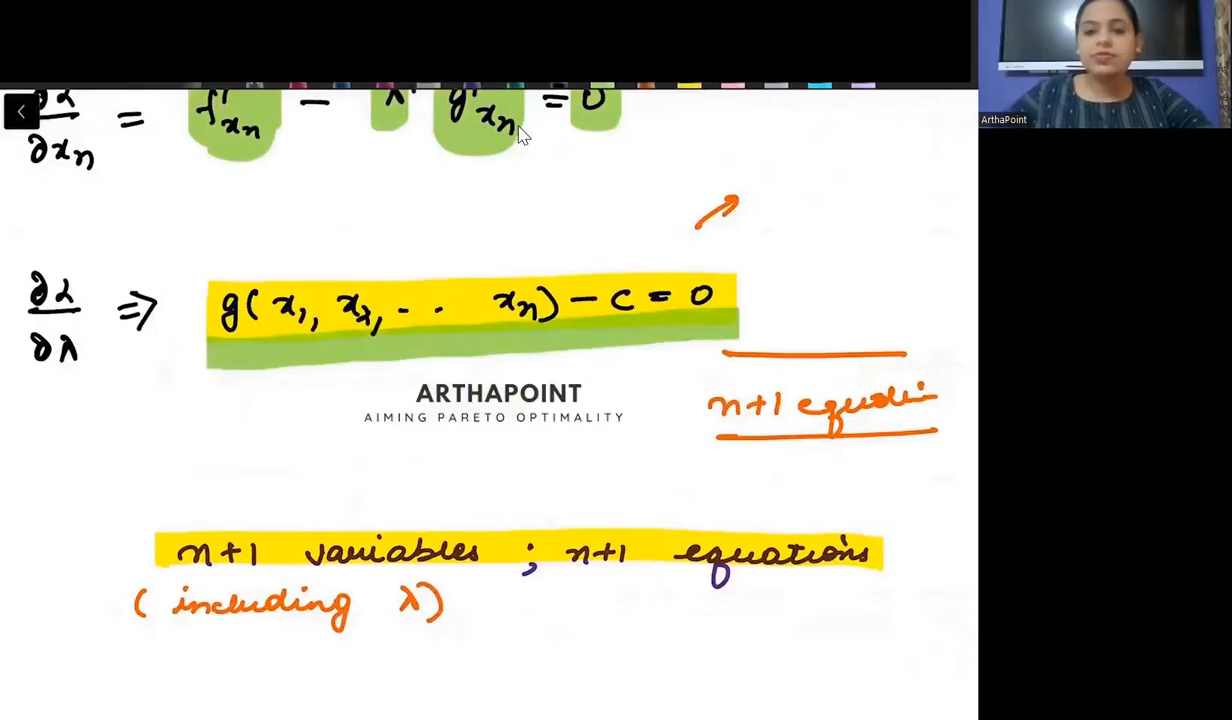 ∂L/∂xₙ = f'ₓₙ − λ· g'ₓₙ = 0
ArthaPoint
∂L/∂λ ⇒ g( x₁, x₂, . . xₙ) − c = 0
ARTHAPOINT
AIMING PARETO OPTIMALITY
n+1
n+1 variables ; n+1 equations
( including λ)